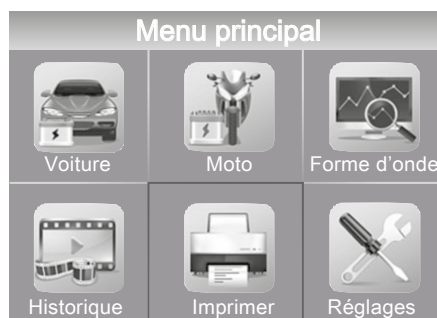 Menu principal
Voiture Moto Forme d'onde
Historique Imprimer Réglages